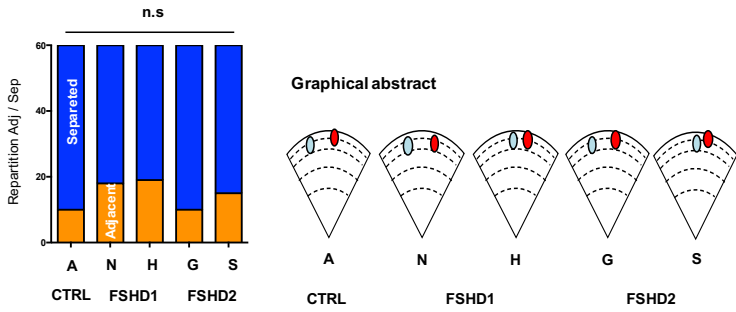 n.s
Repartition Adj / Sep
60
40
20
0
Separeted
Adjacent
A N H G S
CTRL FSHD1 FSHD2
Graphical abstract
A N H G S
CTRL FSHD1 FSHD2